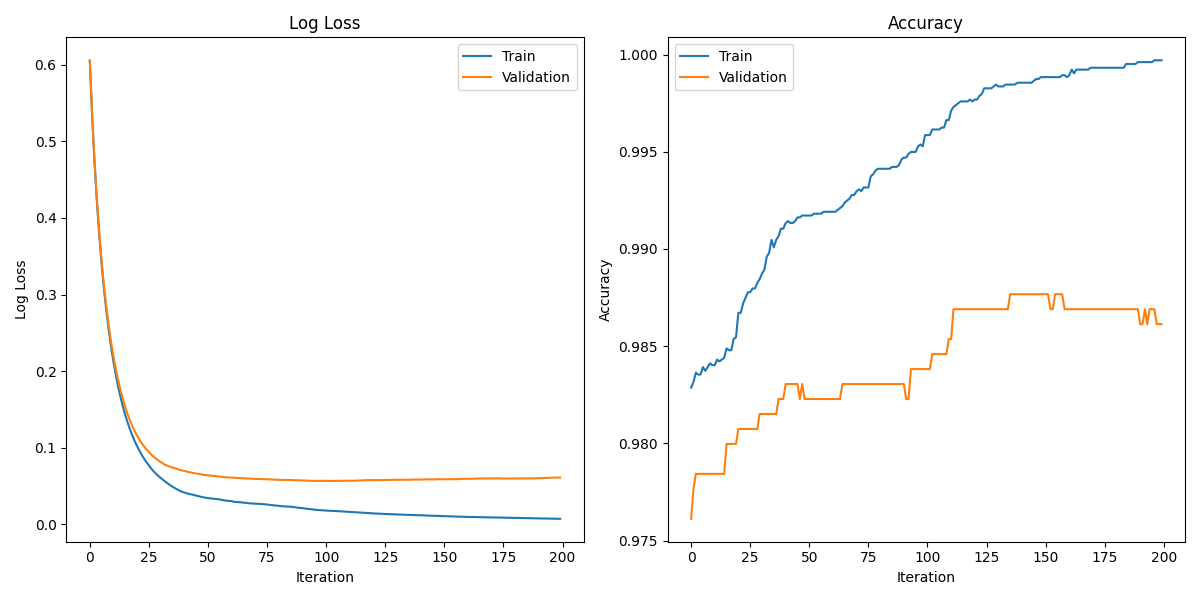 Log Loss
Train
Validation
0.6
0.5
0.4
0.3
0.2
0.1
0.0
Log Loss
0 25 50 75 100 125 150 175 200
Iteration
Accuracy
Train
Validation
1.000
0.995
0.990
0.985
0.980
0.975
Accuracy
0 25 50 75 100 125 150 175 200
Iteration